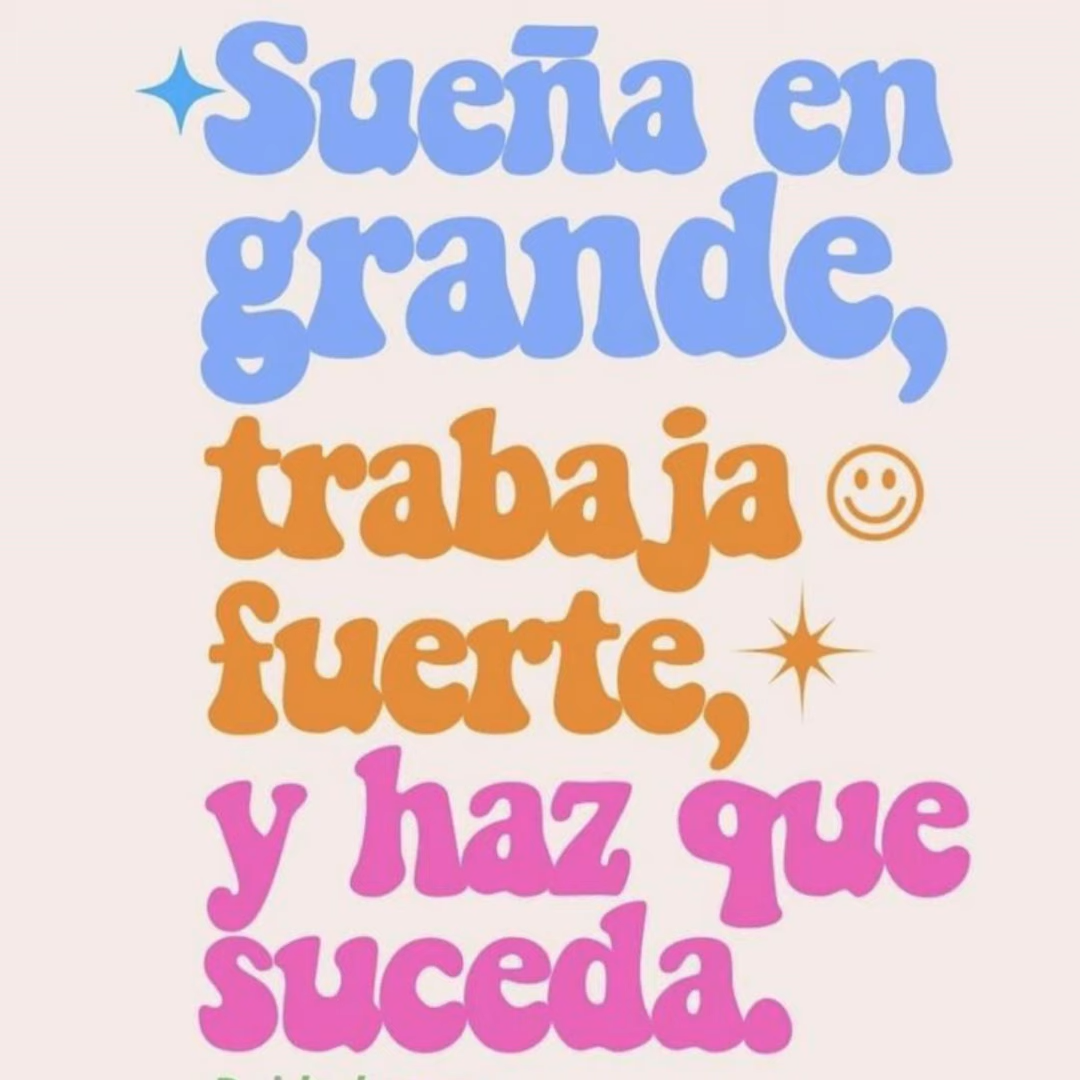 Sueña en
grande,
trabaja
fuerte,
y haz que
suceda.